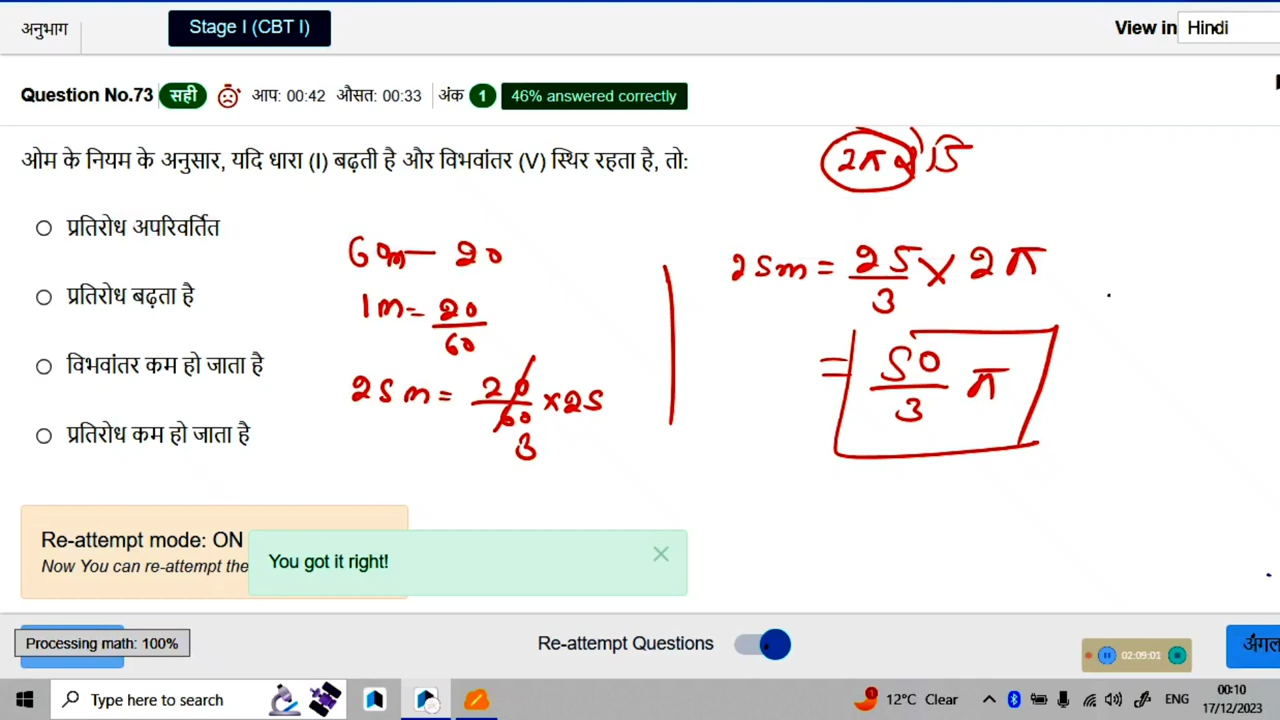 अनुभाग
Stage I (CBT I)
View in Hindi
Question No.73 सही आप: 00:42 औसत: 00:33 अंक 1 46% answered correctly
ओम के नियम के अनुसार, यदि धारा (I) बढ़ती है और विभवांतर (V) स्थिर रहता है, तो:
प्रतिरोध अपरिवर्तित
प्रतिरोध बढ़ता है
विभवांतर कम हो जाता है
प्रतिरोध कम हो जाता है
60m — 20
1m = 20/60
25m = 20/60 × 25
3
2π
25m = 25/3 × 2π
= 50/3 π
Re-attempt mode: ON
Now You can re-attempt the
You got it right!
Processing math: 100%
Re-attempt Questions
02:09:01
Type here to search
1
12°C Clear
ENG
00:10
17/12/2023